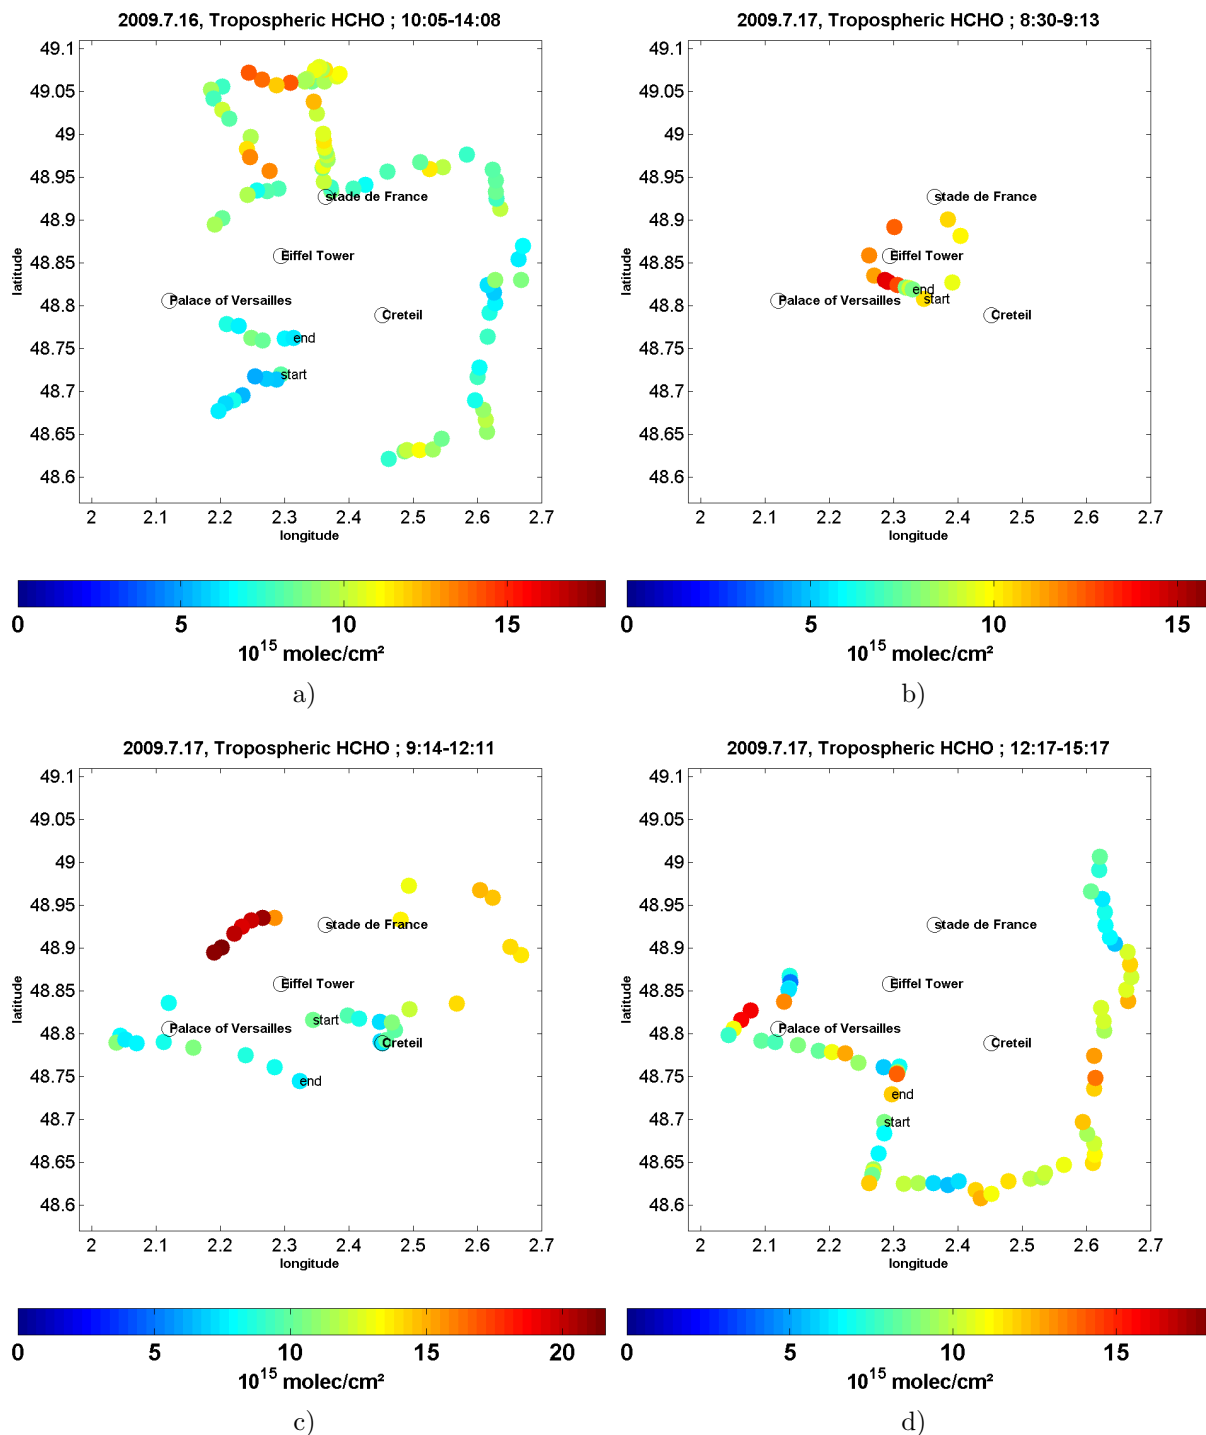 2009.7.16, Tropospheric HCHO ; 10:05-14:08
49.1
49.05
49
48.95
48.9
48.85
48.8
48.75
48.7
48.65
48.6
latitude
stade de France
Eiffel Tower
Palace of Versailles
Creteil
end
start
2 2.1 2.2 2.3 2.4 2.5 2.6 2.7
longitude
0 5 10 15
10¹⁵ molec/cm²
a)
2009.7.17, Tropospheric HCHO ; 8:30-9:13
49.1
49.05
49
48.95
48.9
48.85
48.8
48.75
48.7
48.65
48.6
latitude
stade de France
Eiffel Tower
end
Palace of Versailles
start
Creteil
2 2.1 2.2 2.3 2.4 2.5 2.6 2.7
longitude
0 5 10 15
10¹⁵ molec/cm²
b)
2009.7.17, Tropospheric HCHO ; 9:14-12:11
49.1
49.05
49
48.95
48.9
48.85
48.8
48.75
48.7
48.65
48.6
latitude
stade de France
Eiffel Tower
start
Palace of Versailles
Creteil
end
2 2.1 2.2 2.3 2.4 2.5 2.6 2.7
longitude
0 5 10 15 20
10¹⁵ molec/cm²
c)
2009.7.17, Tropospheric HCHO ; 12:17-15:17
49.1
49.05
49
48.95
48.9
48.85
48.8
48.75
48.7
48.65
48.6
latitude
stade de France
Eiffel Tower
Palace of Versailles
Creteil
end
start
2 2.1 2.2 2.3 2.4 2.5 2.6 2.7
longitude
0 5 10 15
10¹⁵ molec/cm²
d)